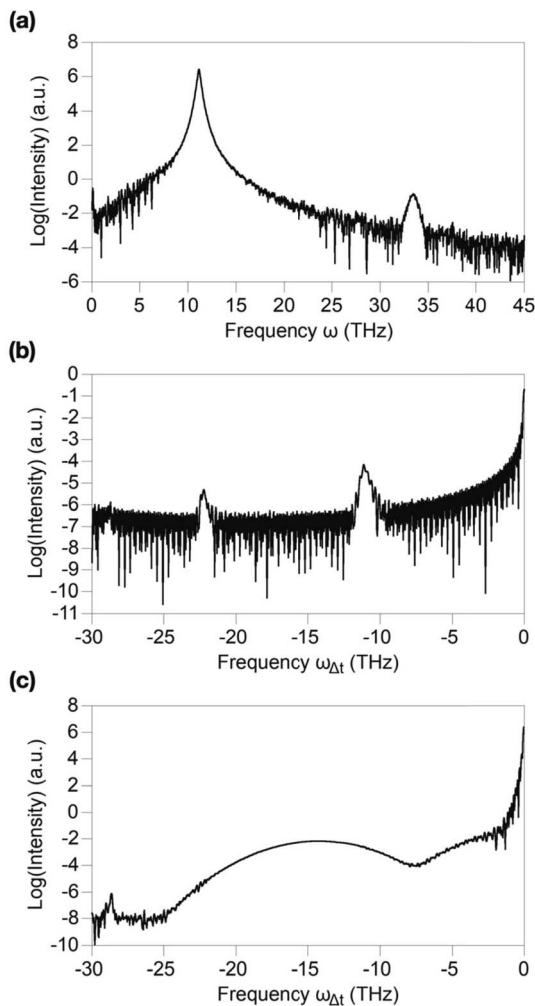 (a)
8
6
4
2
0
-2
-4
-6
Log(Intensity) (a.u.)
0 5 10 15 20 25 30 35 40 45
Frequency ω (THz)
(b)
0
-1
-2
-3
-4
-5
-6
-7
-8
-9
-10
-11
Log(Intensity) (a.u.)
-30 -25 -20 -15 -10 -5 0
Frequency ωΔt (THz)
(c)
8
6
4
2
0
-2
-4
-6
-8
-10
Log(Intensity) (a.u.)
-30 -25 -20 -15 -10 -5 0
Frequency ωΔt (THz)